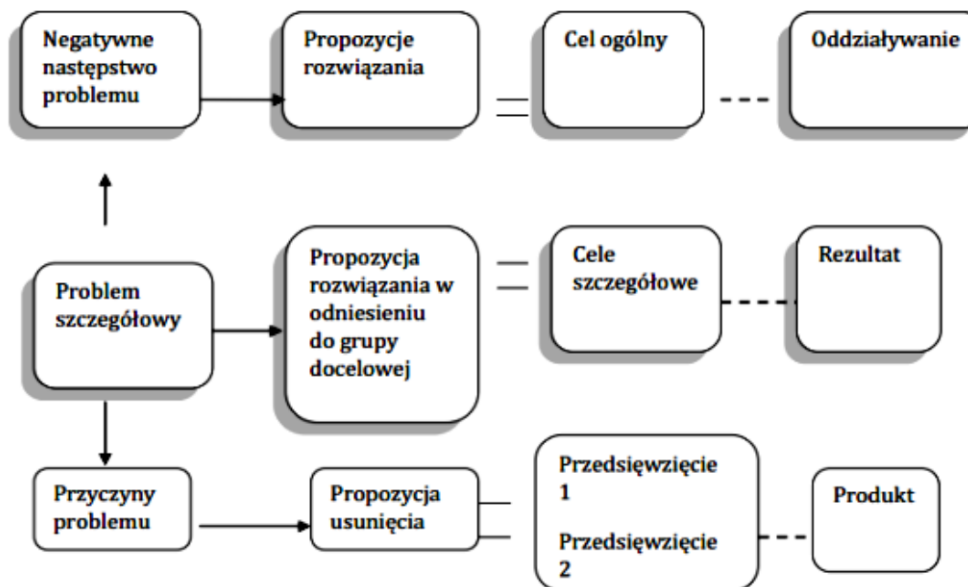 Negatywne
następstwo
problemu
Propozycje
rozwiązania
Cel ogólny
Oddziaływanie
Problem
szczegółowy
Propozycja
rozwiązania w
odniesieniu
do grupy
docelowej
Cele
szczegółowe
Rezultat
Przyczyny
problemu
Propozycja
usunięcia
Przedsięwzięcie
1
Przedsięwzięcie
2
Produkt